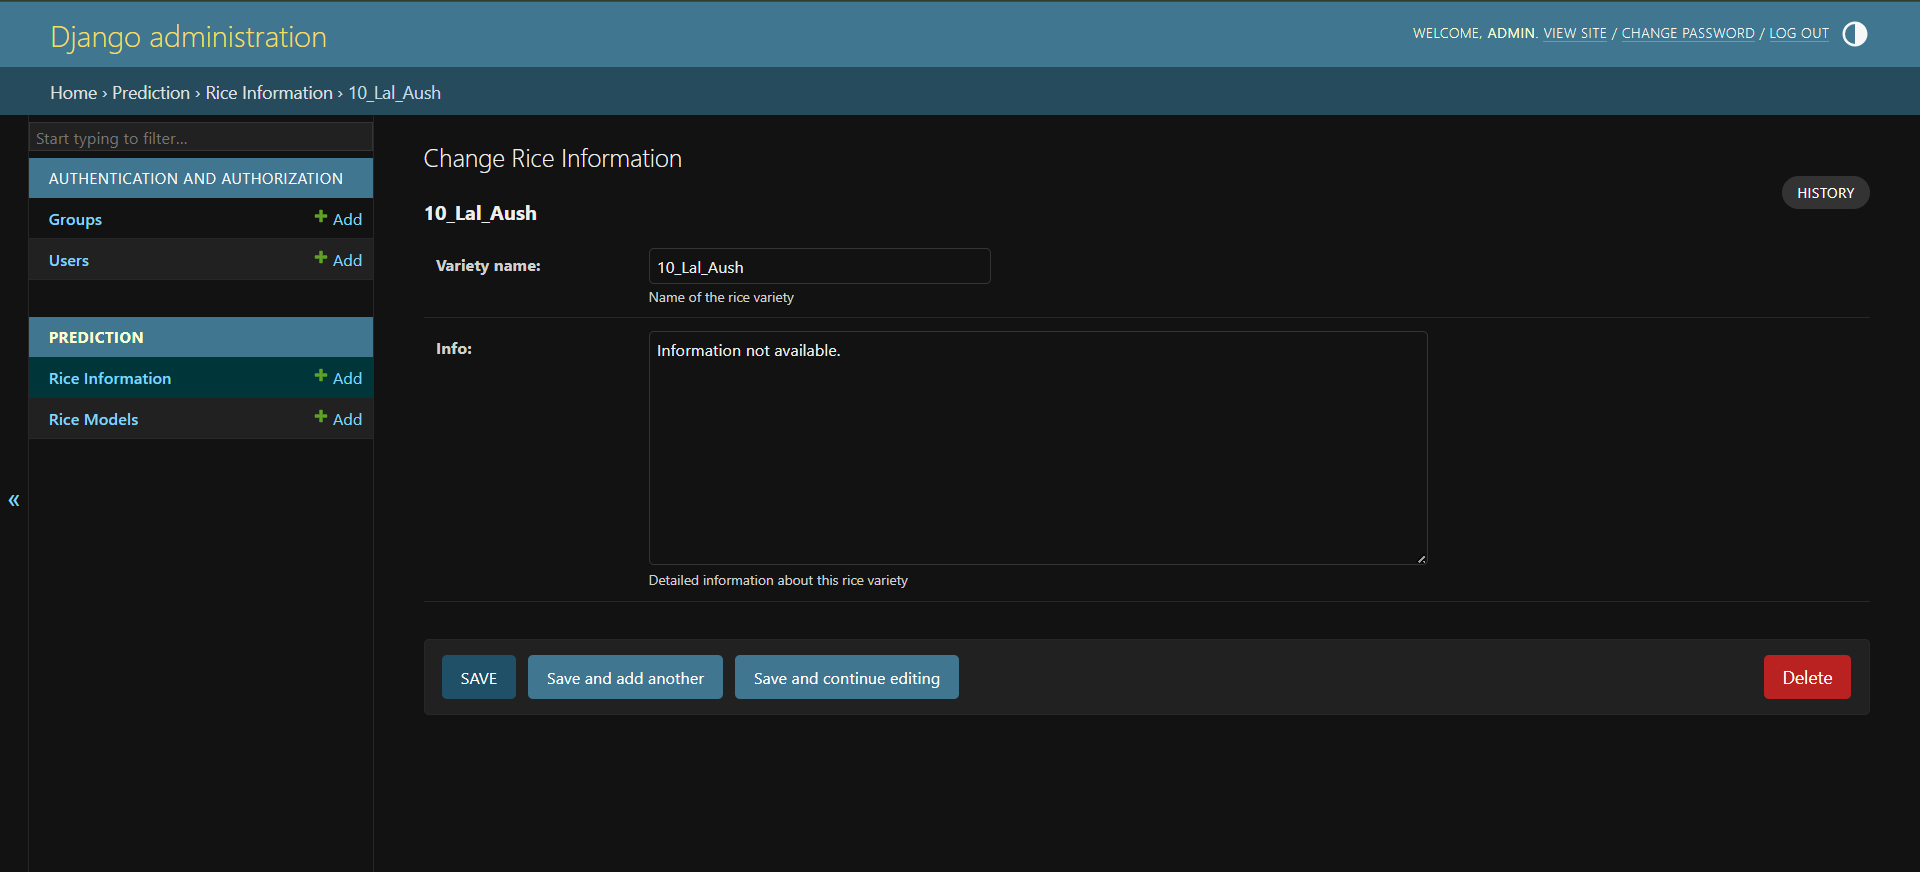 Django administration
WELCOME, ADMIN. VIEW SITE / CHANGE PASSWORD / LOG OUT
Home › Prediction › Rice Information › 10_Lal_Aush
Start typing to filter...
AUTHENTICATION AND AUTHORIZATION
Groups + Add
Users + Add
PREDICTION
Rice Information + Add
Rice Models + Add
«
Change Rice Information
HISTORY
10_Lal_Aush
Variety name: 10_Lal_Aush
Name of the rice variety
Info: Information not available.
Detailed information about this rice variety
SAVE Save and add another Save and continue editing Delete